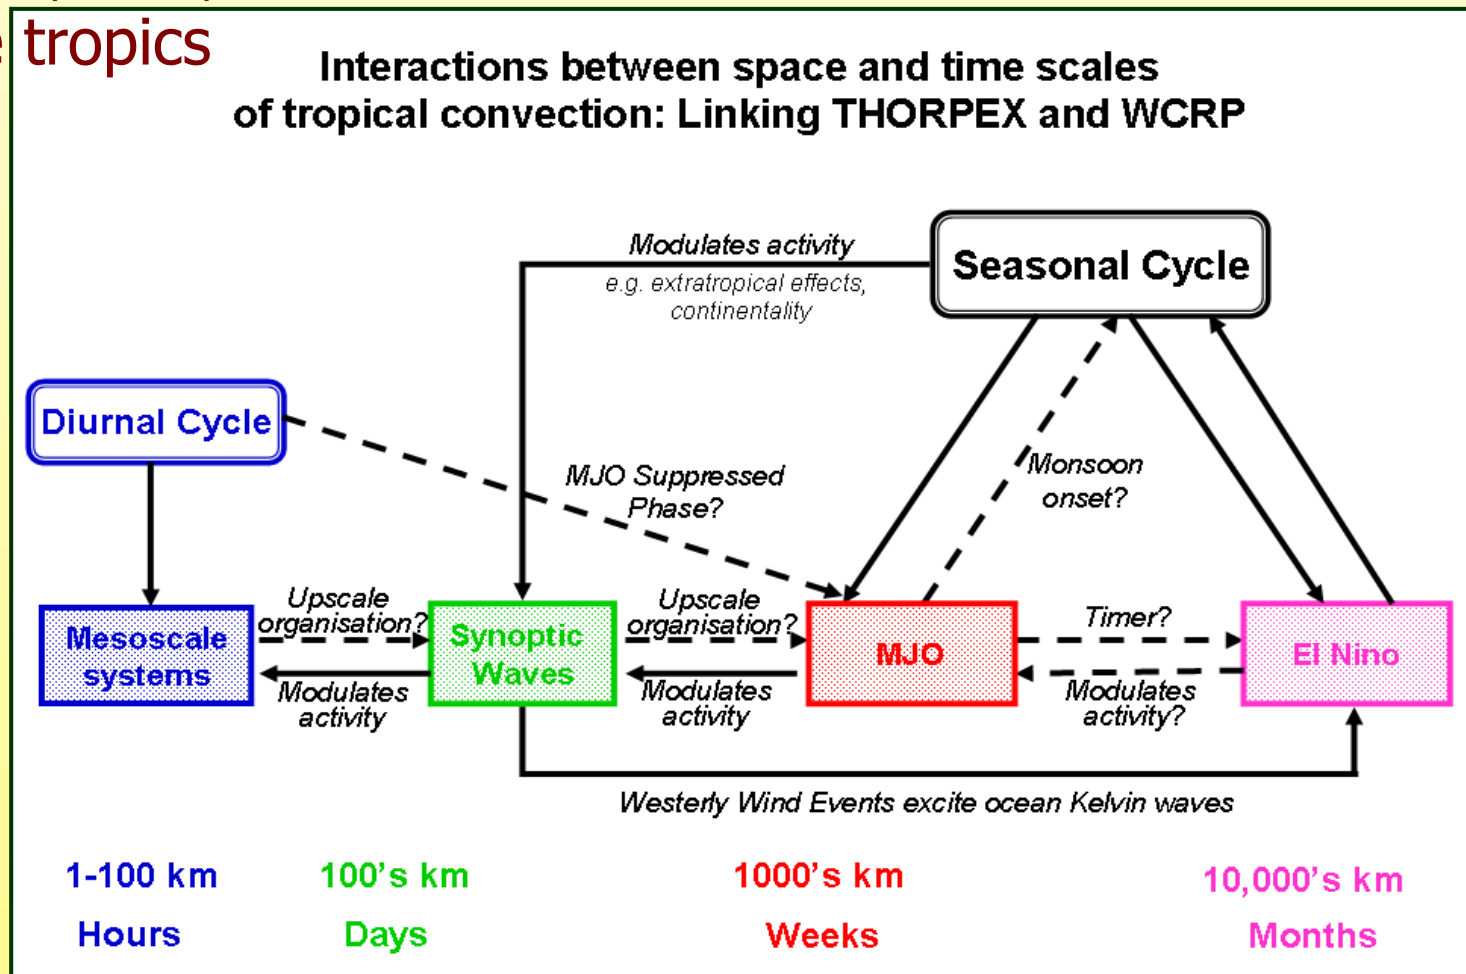 e tropics
Interactions between space and time scales
of tropical convection: Linking THORPEX and WCRP
Modulates activity
e.g. extratropical effects,
continentality
Seasonal Cycle
Diurnal Cycle
MJO Suppressed
Phase?
Monsoon
onset?
Mesoscale
systems
Upscale
organisation?
Modulates
activity
Synoptic
Waves
Upscale
organisation?
Modulates
activity
MJO
Timer?
Modulates
activity?
El Nino
Westerly Wind Events excite ocean Kelvin waves
1-100 km
100's km
1000's km
10,000's km
Hours
Days
Weeks
Months